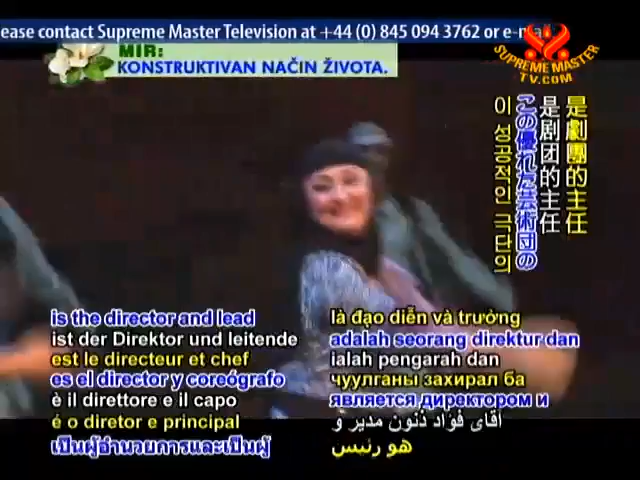 ease contact Supreme Master Television at +44 (0) 845 094 3762 or e-mai
SUPREME MASTER
TV.COM
MIR:
KONSTRUKTIVAN NAČIN ŽIVOTA.
是劇團的主任
是剧团的主任
この優れた芸術団の
이 성공적인 극단의
is the director and lead
ist der Direktor und leitende
est le directeur et chef
es el director y coreógrafo
è il direttore e il capo
é o diretor e principal
เป็นผู้อำนวยการและเป็นผู้
là đạo diễn và trưởng
adalah seorang direktur dan
ialah pengarah dan
чуулганы захирал ба
является директором и
آقای فؤاد ذنون مدیر و
هو رئيس